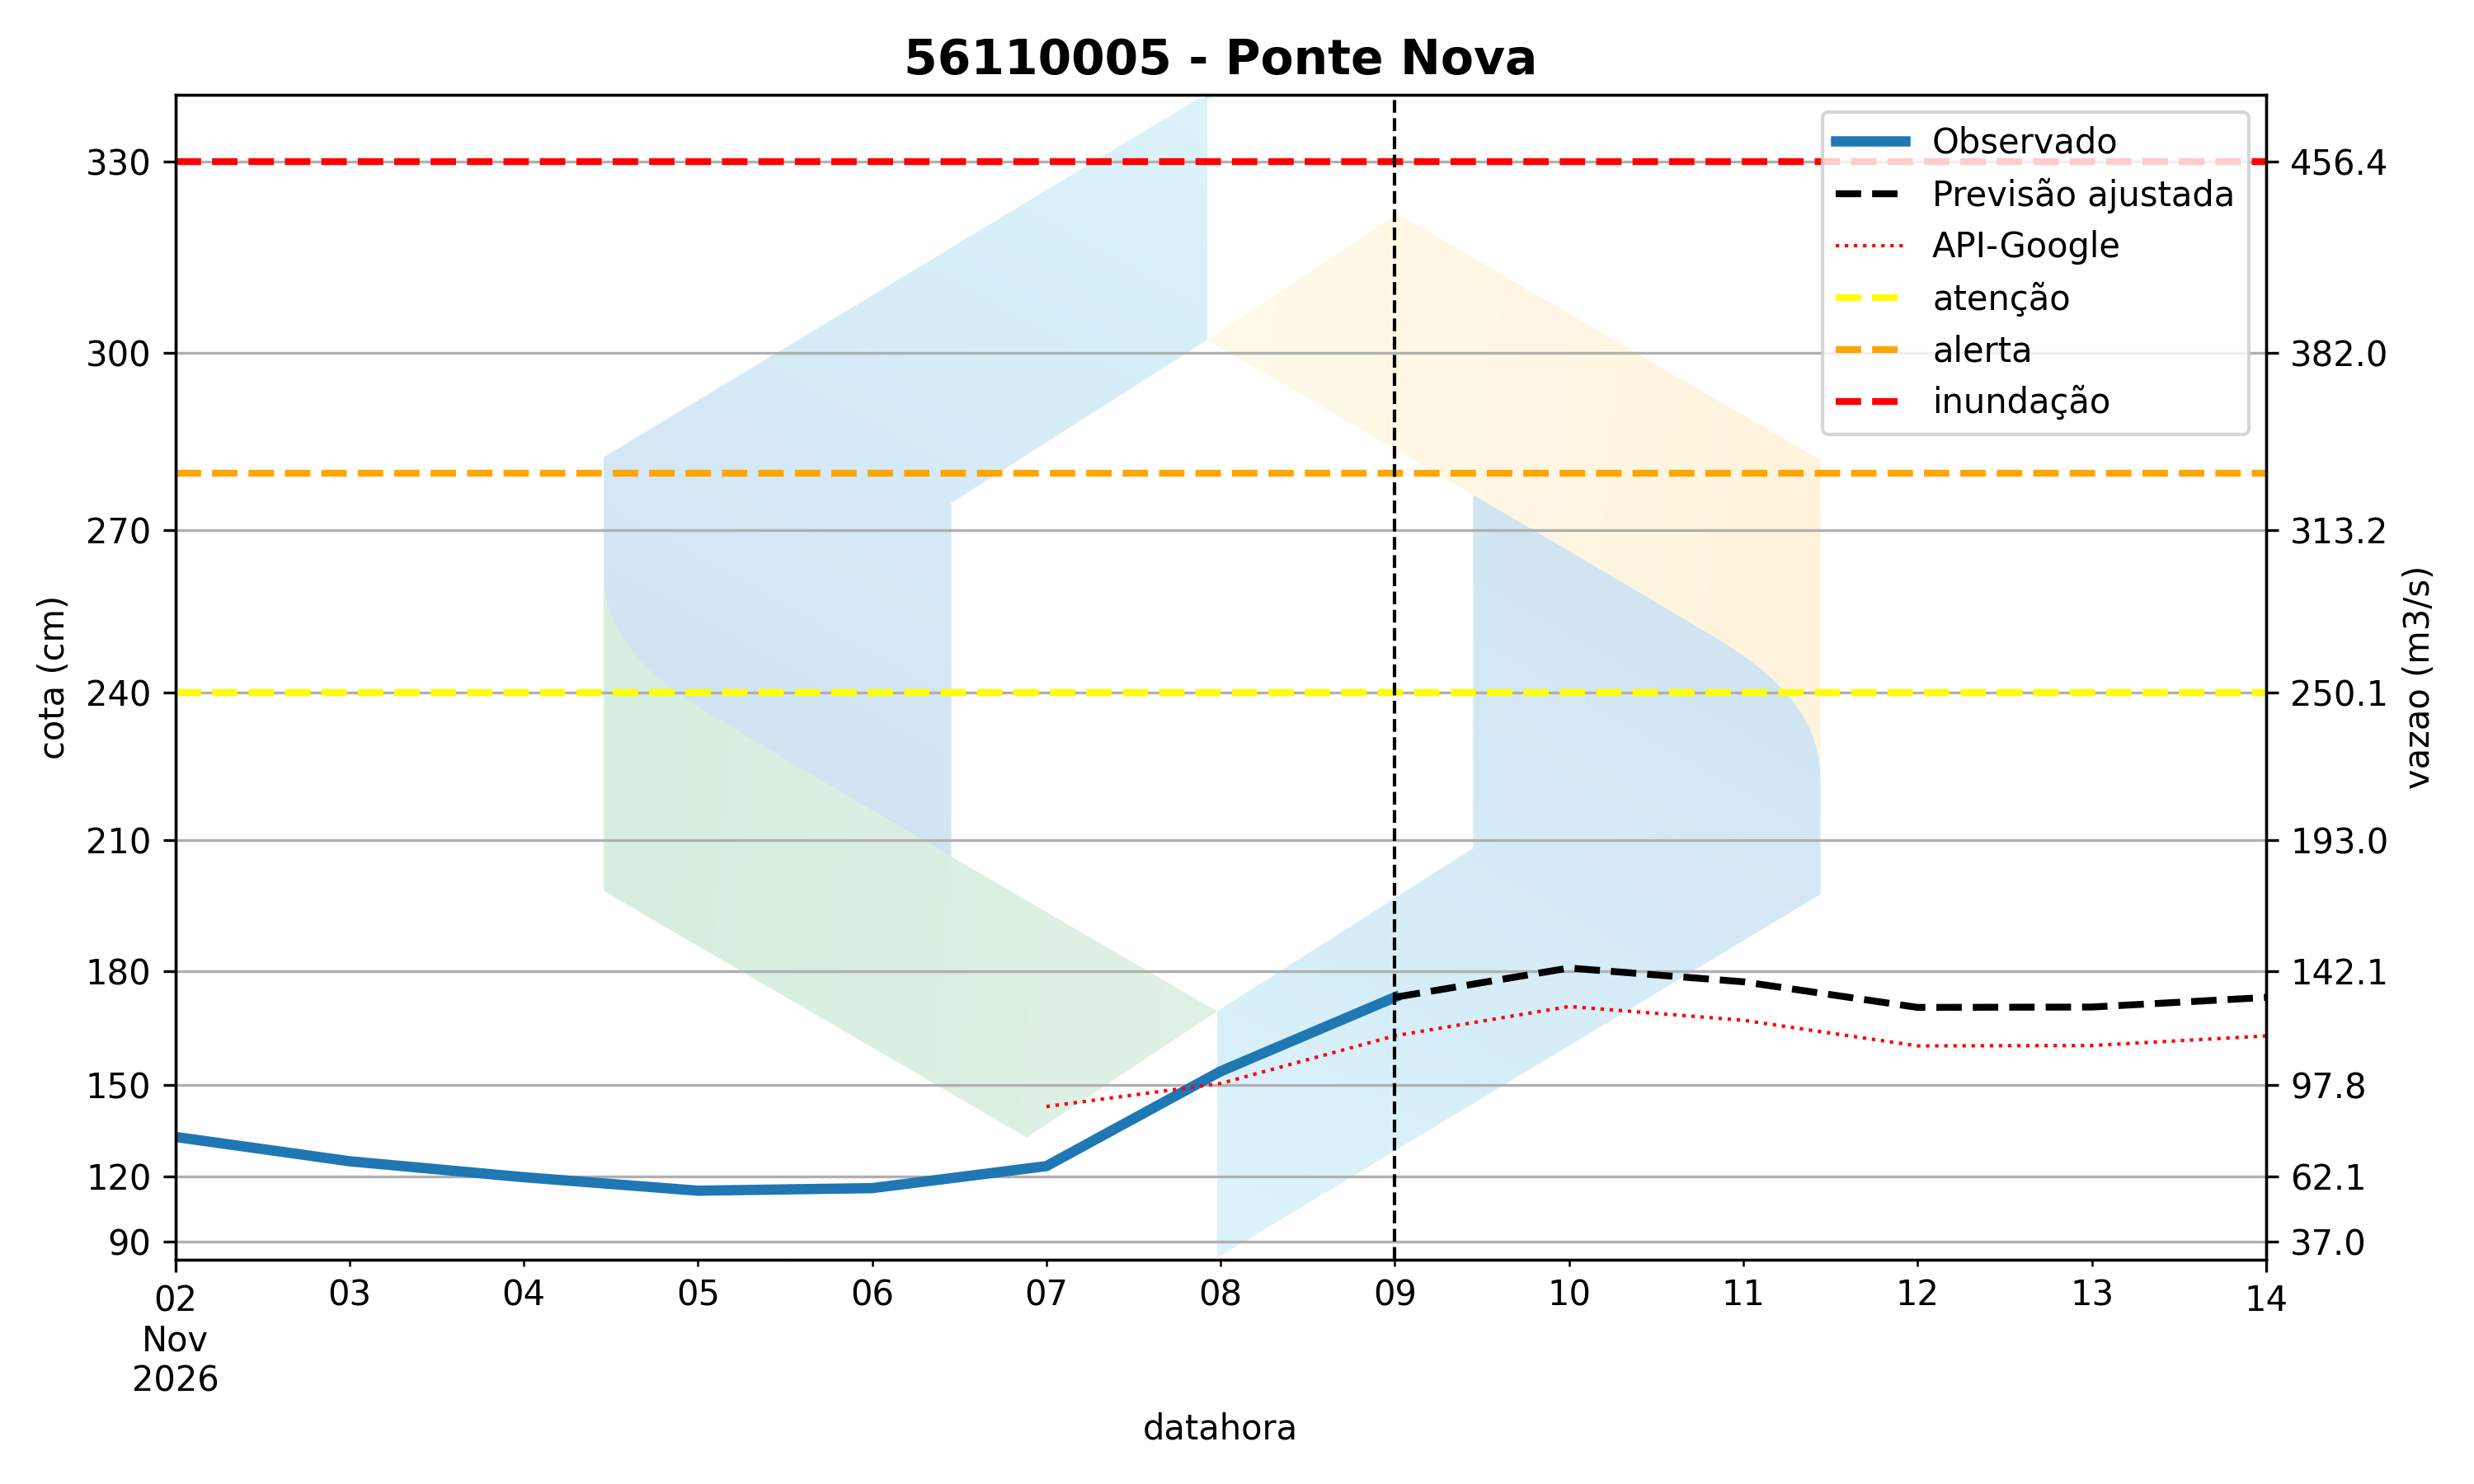 56110005 - Ponte Nova
Observado
Previsão ajustada
API-Google
atenção
alerta
inundação
330
300
270
240
210
180
150
120
90
cota (cm)
456.4
382.0
313.2
250.1
193.0
142.1
97.8
62.1
37.0
vazao (m3/s)
02 03 04 05 06 07 08 09 10 11 12 13 14
Nov
2026
datahora